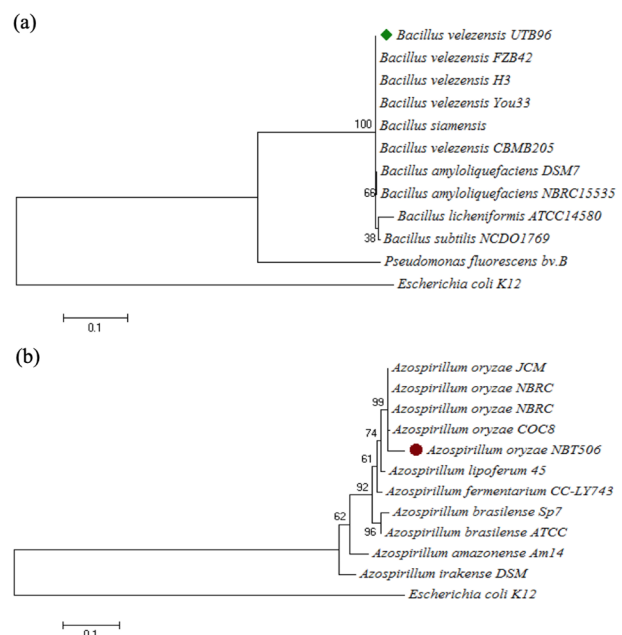 (a)
Bacillus velezensis UTB96
Bacillus velezensis FZB42
Bacillus velezensis H3
Bacillus velezensis You33
100
Bacillus siamensis
Bacillus velezensis CBMB205
Bacillus amyloliquefaciens DSM7
66
Bacillus amyloliquefaciens NBRC15535
Bacillus licheniformis ATCC14580
38
Bacillus subtilis NCDO1769
Pseudomonas fluorescens bv.B
Escherichia coli K12
0.1
(b)
Azospirillum oryzae JCM
Azospirillum oryzae NBRC
99
Azospirillum oryzae NBRC
Azospirillum oryzae COC8
74
Azospirillum oryzae NBT506
61
Azospirillum lipoferum 45
92
Azospirillum fermentarium CC-LY743
Azospirillum brasilense Sp7
62
96
Azospirillum brasilense ATCC
Azospirillum amazonense Am14
Azospirillum irakense DSM
Escherichia coli K12
0.1